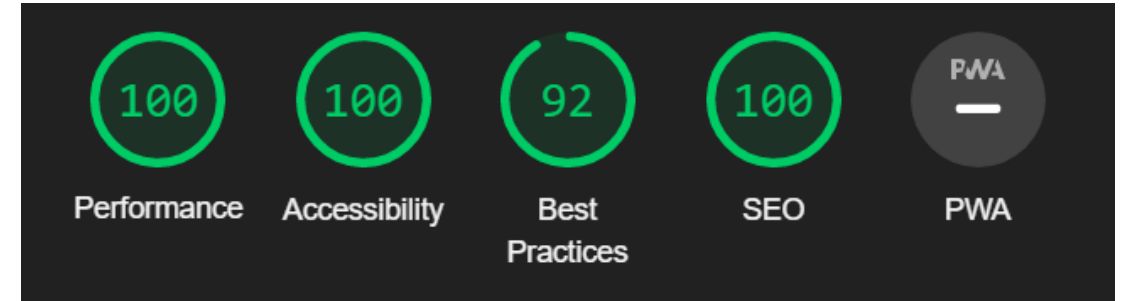 100
100
92
100
PWA
Performance
Accessibility
Best
Practices
SEO
PWA